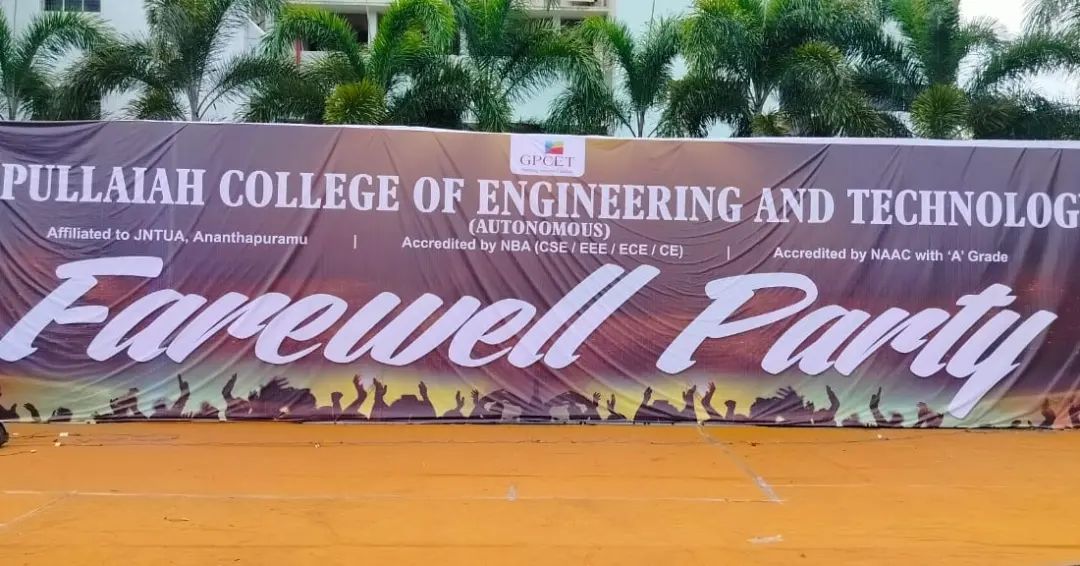 GPCET
PULLAIAH COLLEGE OF ENGINEERING AND TECHNOLOG
(AUTONOMOUS)
Affiliated to JNTUA, Ananthapuramu | Accredited by NBA (CSE / EEE / ECE / CE) | Accredited by NAAC with 'A' Grade
Farewell Party